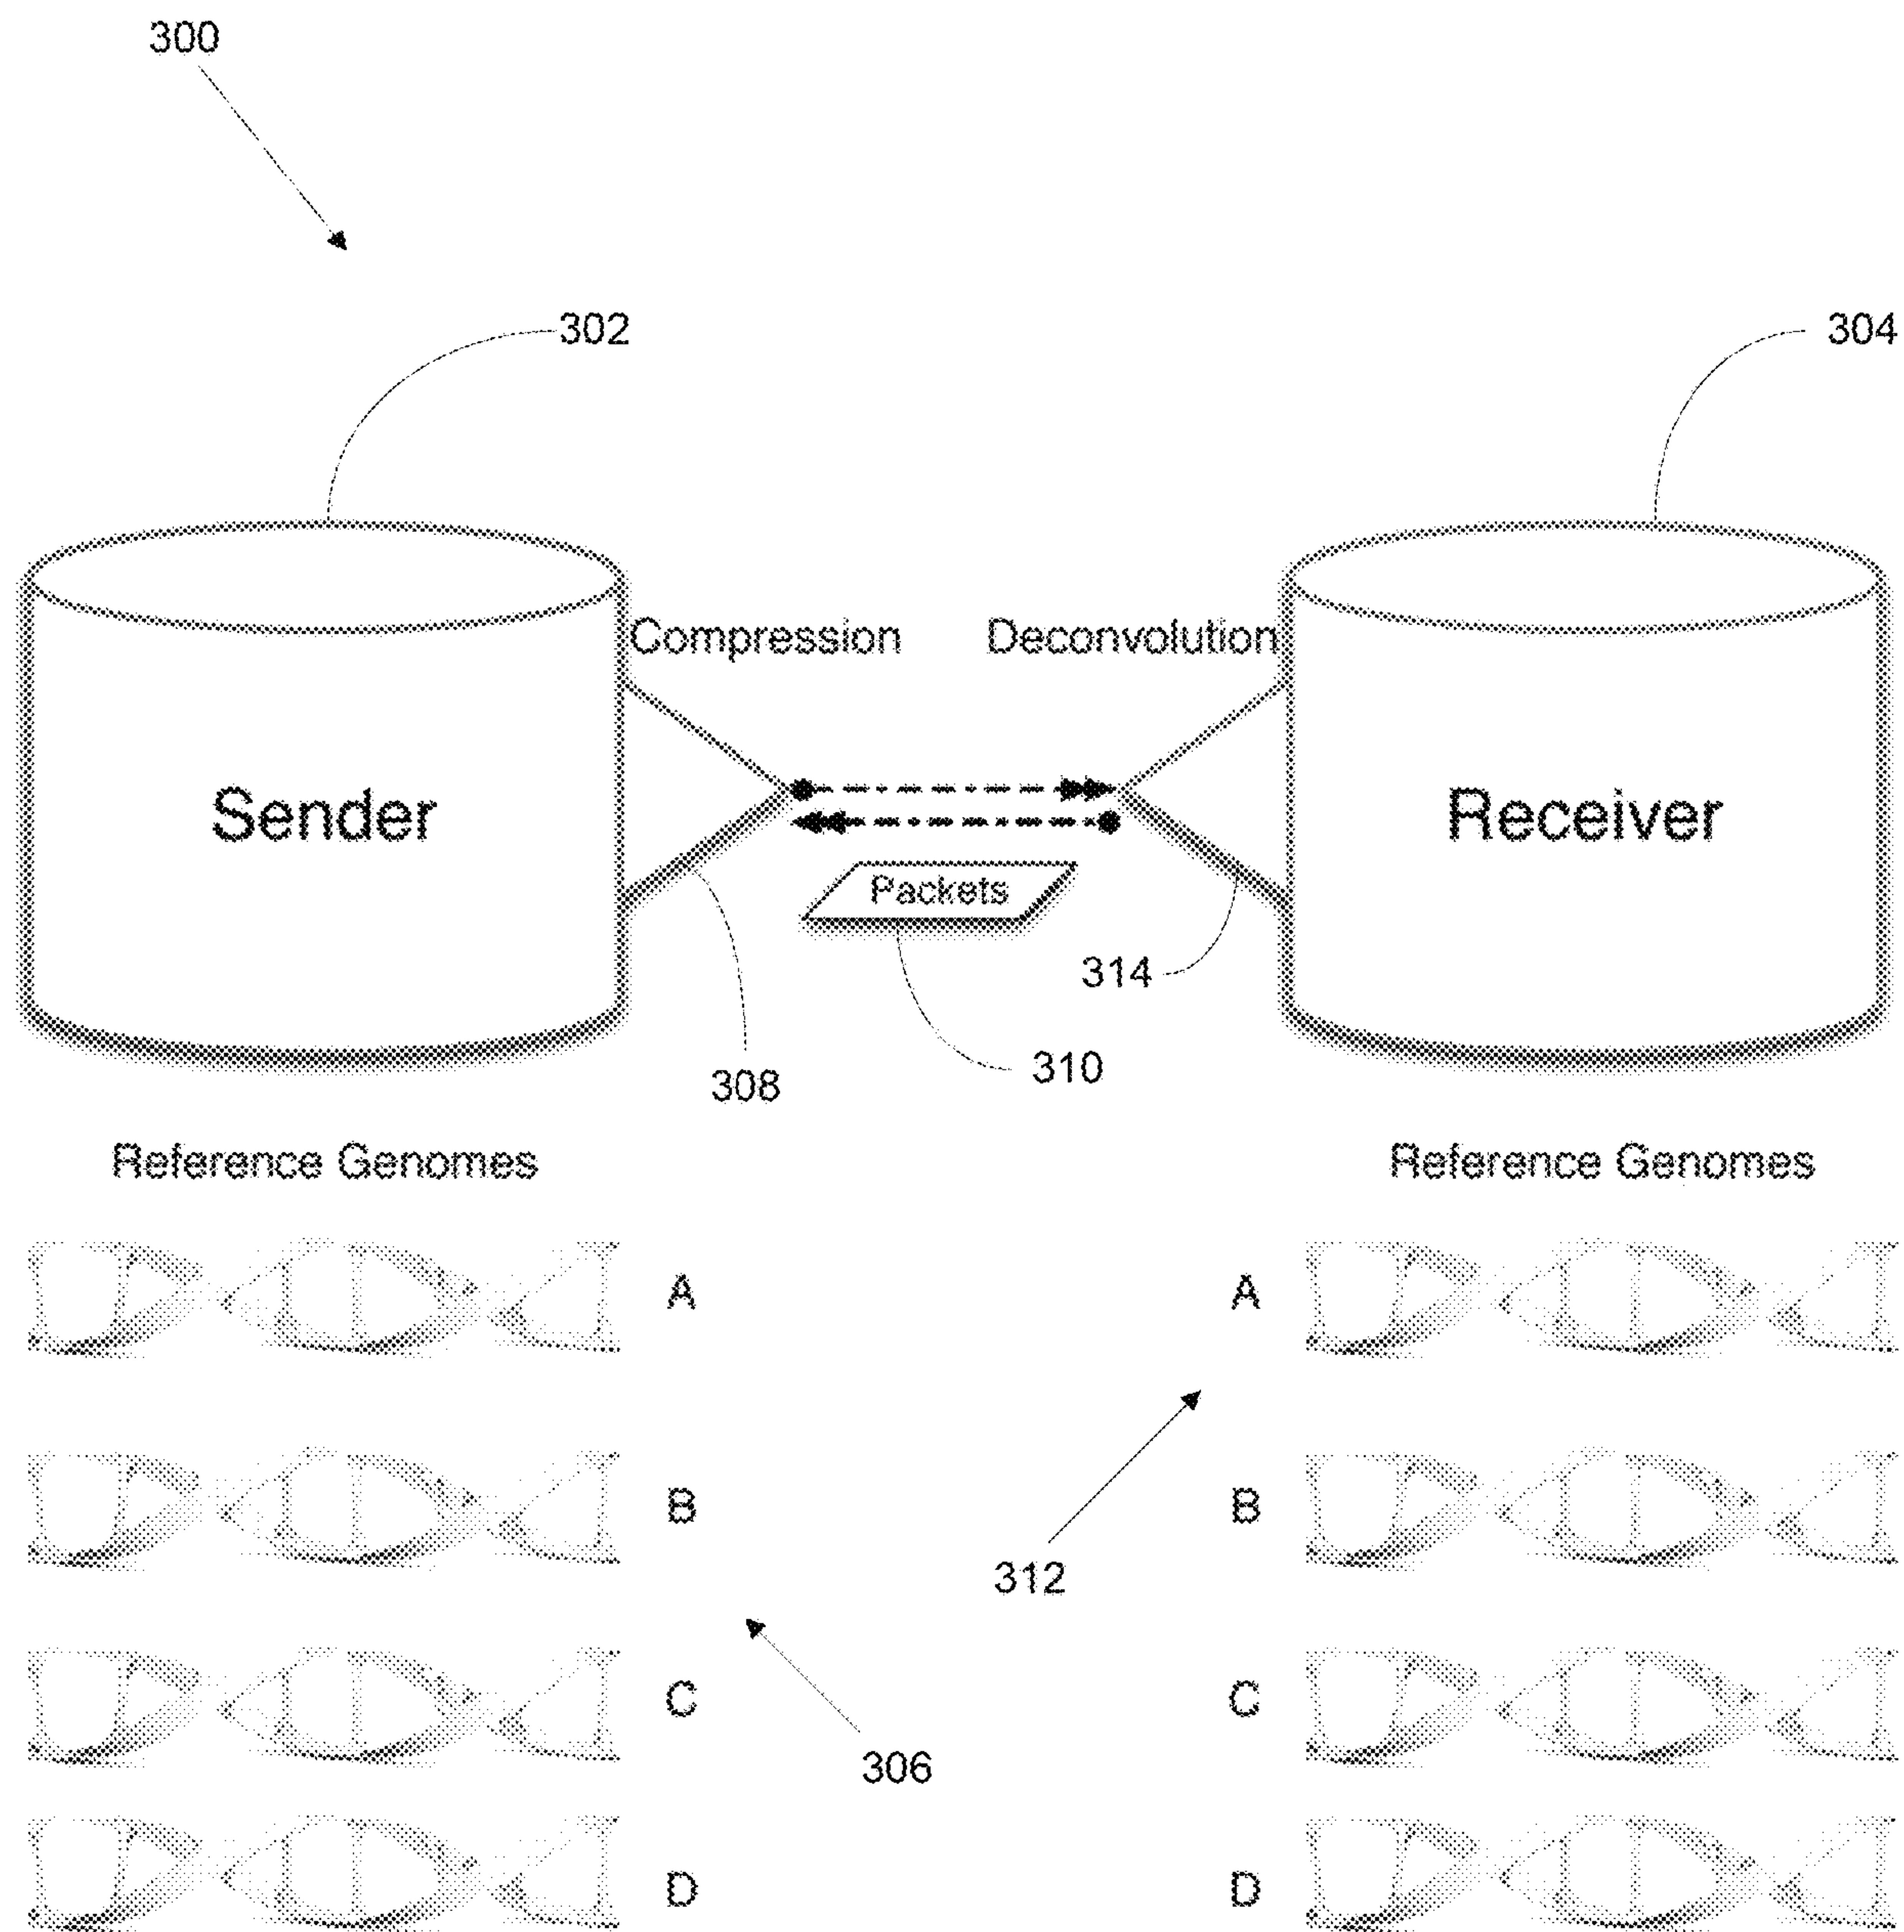 300
302
304
Compression
Deconvolution
Sender
Receiver
Packets
314
310
308
Reference Genomes
Reference Genomes
A
A
B
B
312
C
C
306
D
D